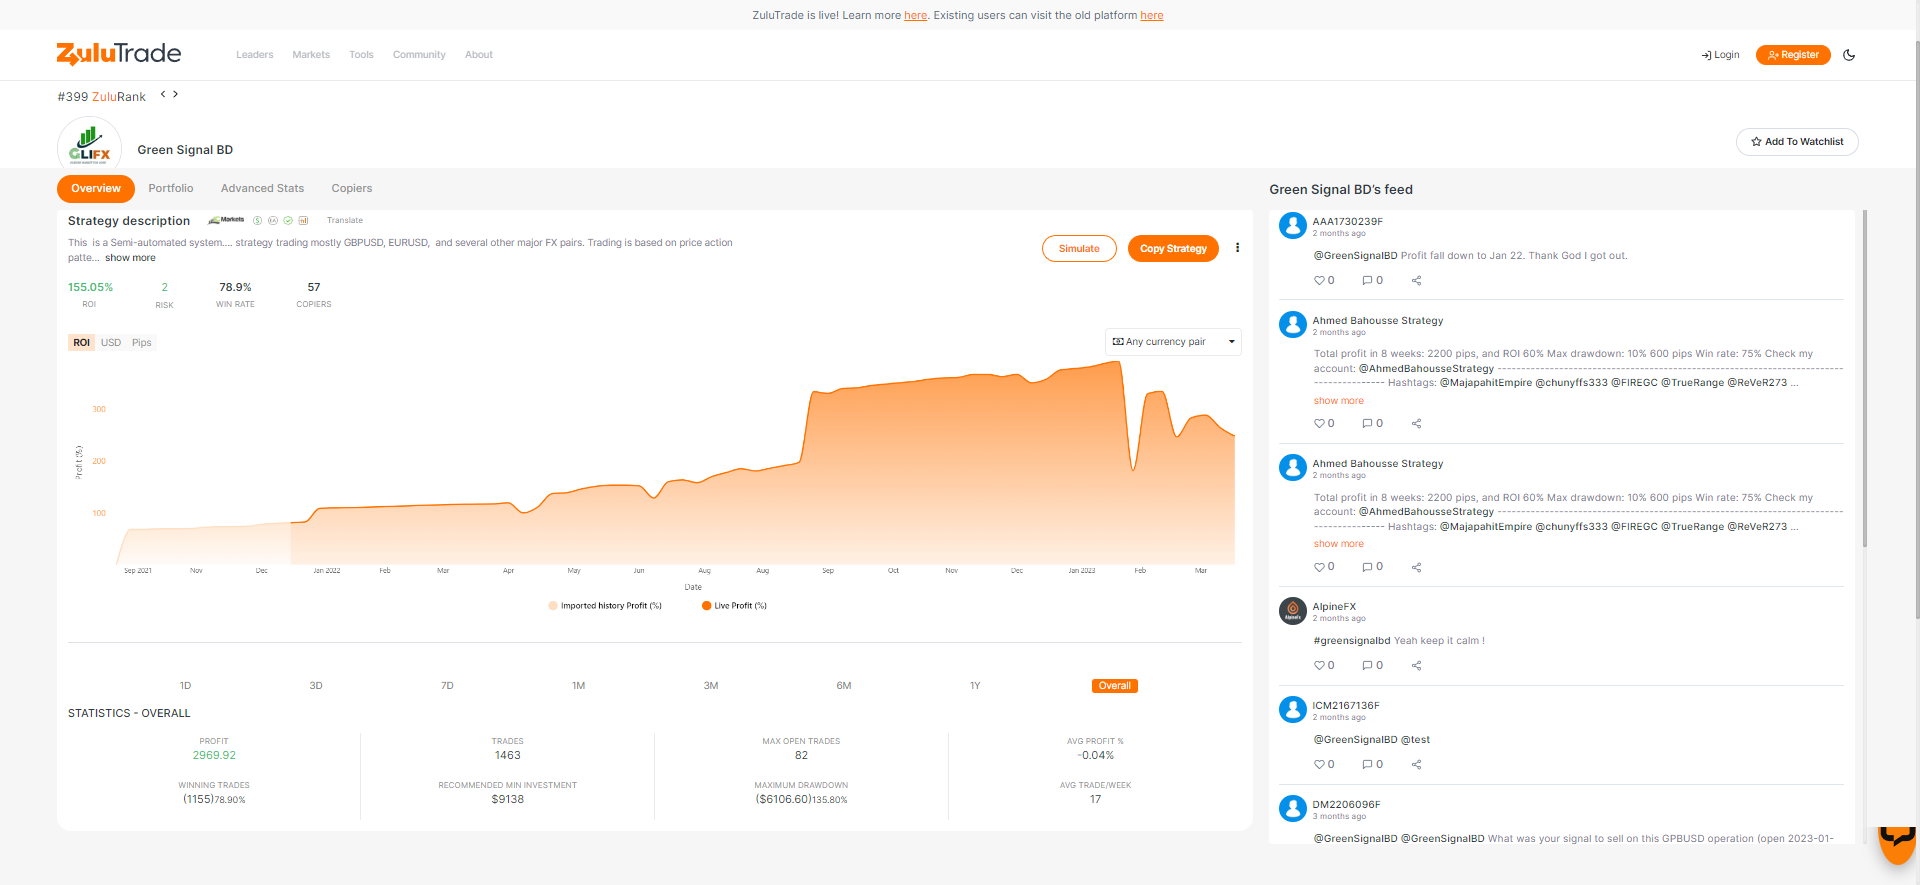 ZuluTrade is live! Learn more here. Existing users can visit the old platform here
ZuluTrade
Leaders Markets Tools Community About
Login
Register
#399 ZuluRank < >
GLIFX
Green Signal BD
Add To Watchlist
Overview Portfolio Advanced Stats Copiers
Strategy description Markets Translate
This is a Semi-automated system.... strategy trading mostly GBPUSD, EURUSD, and several other major FX pairs. Trading is based on price action
patte... show more
Simulate
Copy Strategy
155.05% 2 78.9% 57
ROI RISK WIN RATE COPIERS
ROI USD Pips
Any currency pair
Profit (%)
300
200
100
Sep 2021 Nov Dec Jan 2022 Feb Mar Apr May Jun Aug Aug Sep Oct Nov Dec Jan 2023 Feb Mar
Date
Imported history Profit (%) Live Profit (%)
1D 3D 7D 1M 3M 6M 1Y Overall
STATISTICS - OVERALL
PROFIT TRADES MAX OPEN TRADES AVG PROFIT %
2969.92 1463 82 -0.04%
WINNING TRADES RECOMMENDED MIN INVESTMENT MAXIMUM DRAWDOWN AVG TRADE/WEEK
(1155)78.90% $9138 ($6106.60)135.80% 17
Green Signal BD's feed
AAA1730239F
2 months ago
@GreenSignalBD Profit fall down to Jan 22. Thank God I got out.
0 0
Ahmed Bahousse Strategy
2 months ago
Total profit in 8 weeks: 2200 pips, and ROI 60% Max drawdown: 10% 600 pips Win rate: 75% Check my
account: @AhmedBahousseStrategy --------------------------------------------------------------------------------
---------------- Hashtags: @MajapahitEmpire @chunyffs333 @FIREGC @TrueRange @ReVeR273 ...
show more
0 0
Ahmed Bahousse Strategy
2 months ago
Total profit in 8 weeks: 2200 pips, and ROI 60% Max drawdown: 10% 600 pips Win rate: 75% Check my
account: @AhmedBahousseStrategy --------------------------------------------------------------------------------
---------------- Hashtags: @MajapahitEmpire @chunyffs333 @FIREGC @TrueRange @ReVeR273 ...
show more
0 0
AlpineFX
2 months ago
#greensignalbd Yeah keep it calm !
0 0
ICM2167136F
2 months ago
@GreenSignalBD @test
0 0
DM2206096F
3 months ago
@GreenSignalBD @GreenSignalBD What was your signal to sell on this GPBUSD operation (open 2023-01-